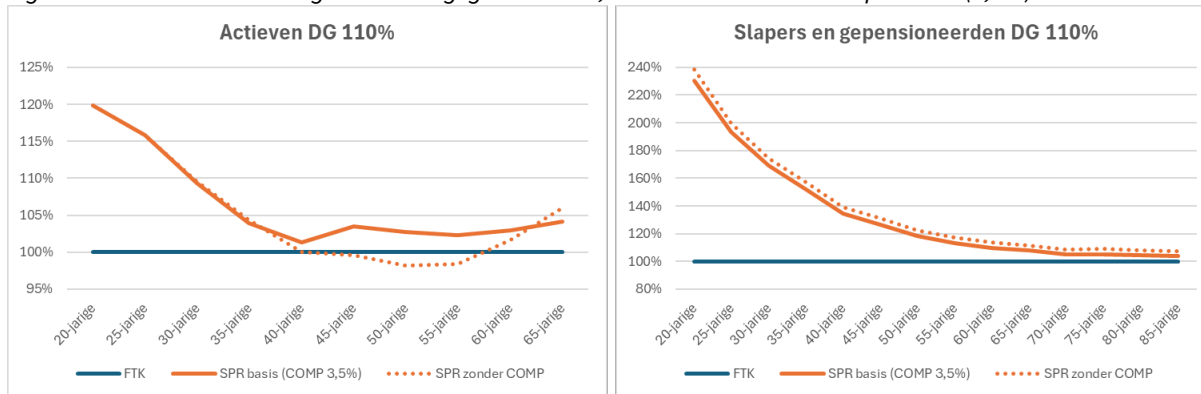 Actieven DG 110%
125%
120%
115%
110%
105%
100%
95%
20-jarige
25-jarige
30-jarige
35-jarige
40-jarige
45-jarige
50-jarige
55-jarige
60-jarige
65-jarige
FTK
SPR basis (COMP 3,5%)
SPR zonder COMP
Slapers en gepensioneerden DG 110%
240%
220%
200%
180%
160%
140%
120%
100%
80%
20-jarige
25-jarige
30-jarige
35-jarige
40-jarige
45-jarige
50-jarige
55-jarige
60-jarige
65-jarige
70-jarige
75-jarige
80-jarige
85-jarige
FTK
SPR basis (COMP 3,5%)
SPR zonder COMP